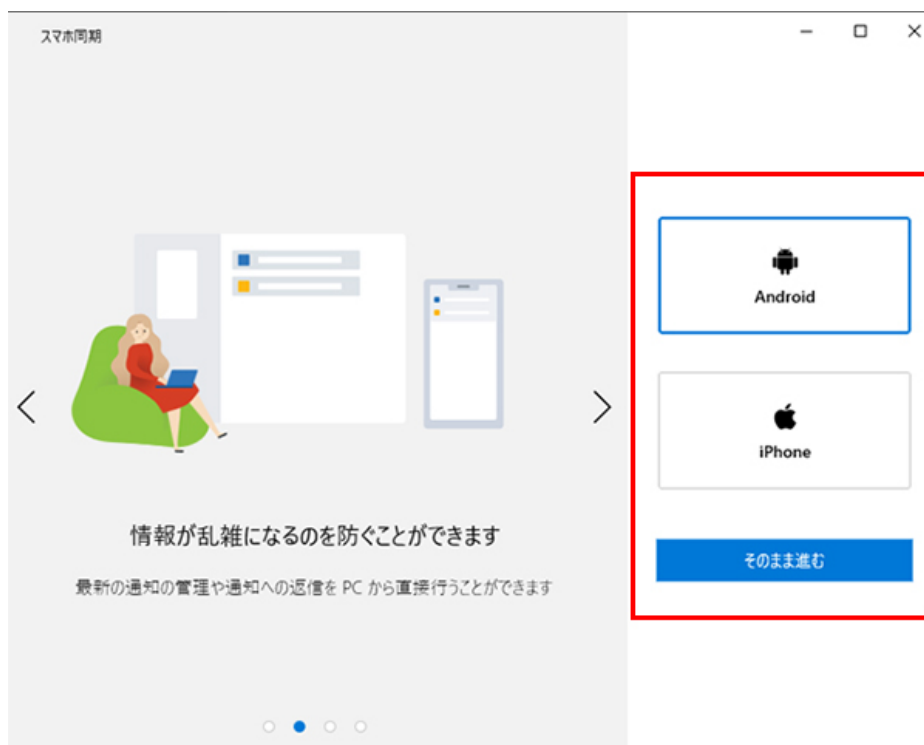 スマホ同期
Android
iPhone
情報が乱雑になるのを防ぐことができます
最新の通知の管理や通知への返信を PC から直接行うことができます
そのまま進む